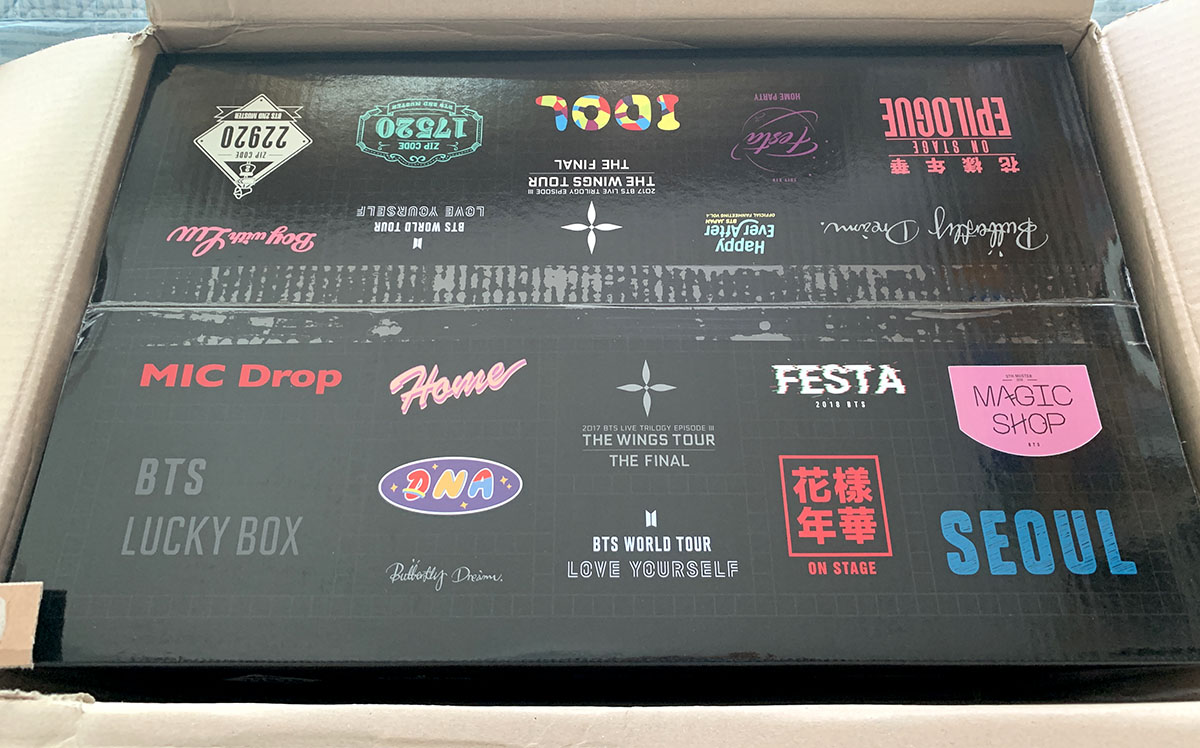 ZIP CODE
22920
BTS 2ND MUSTER
ZIP CODE
17520
BTS 2ND MUSTER
IDOL
Festa
HOME PARTY
花樣年華
ON STAGE
EPILOGUE
Boy with Luv
BTS WORLD TOUR
LOVE YOURSELF
2017 BTS LIVE TRILOGY EPISODE III
THE WINGS TOUR
THE FINAL
Happy
Ever After
BTS JAPAN
OFFICIAL FANMEETING VOL.4
Butterfly Dream.
MIC Drop
Home
2017 BTS LIVE TRILOGY EPISODE III
THE WINGS TOUR
THE FINAL
FESTA
2018 BTS
MAGIC
SHOP
BTS
BTS
LUCKY BOX
DNA
Butterfly Dream.
BTS WORLD TOUR
LOVE YOURSELF
花樣
年華
ON STAGE
SEOUL